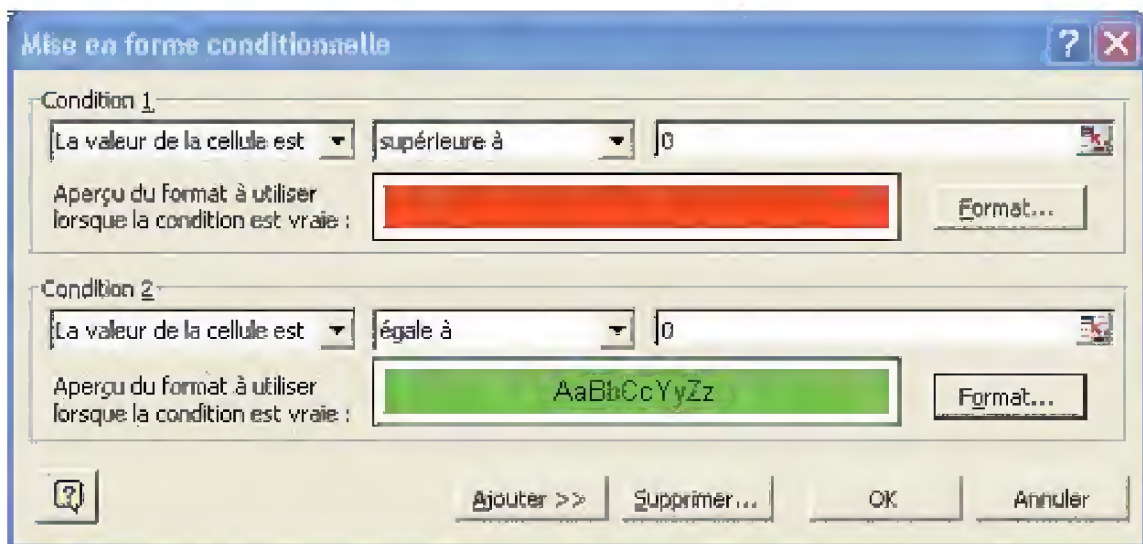 Mise en forme conditionnelle
Condition 1
La valeur de la cellule est supérieure à 0
Aperçu du format à utiliser
lorsque la condition est vraie :
Format...
Condition 2
La valeur de la cellule est égale à 0
Aperçu du format à utiliser
lorsque la condition est vraie :
AaBbCcYyZz
Format...
Ajouter >> Supprimer... OK Annuler